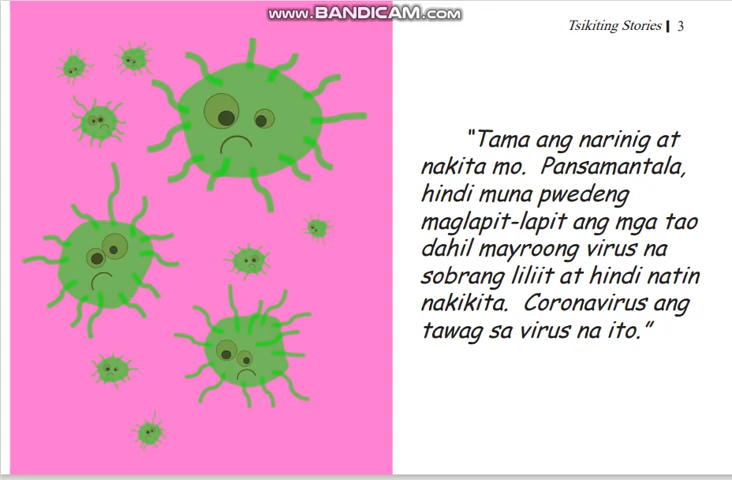 www.BANDICAM.com
Tsikiting Stories | 3
"Tama ang narinig at
nakita mo. Pansamantala,
hindi muna pwedeng
maglapit-lapit ang mga tao
dahil mayroong virus na
sobrang liliit at hindi natin
nakikita. Coronavirus ang
tawag sa virus na ito."